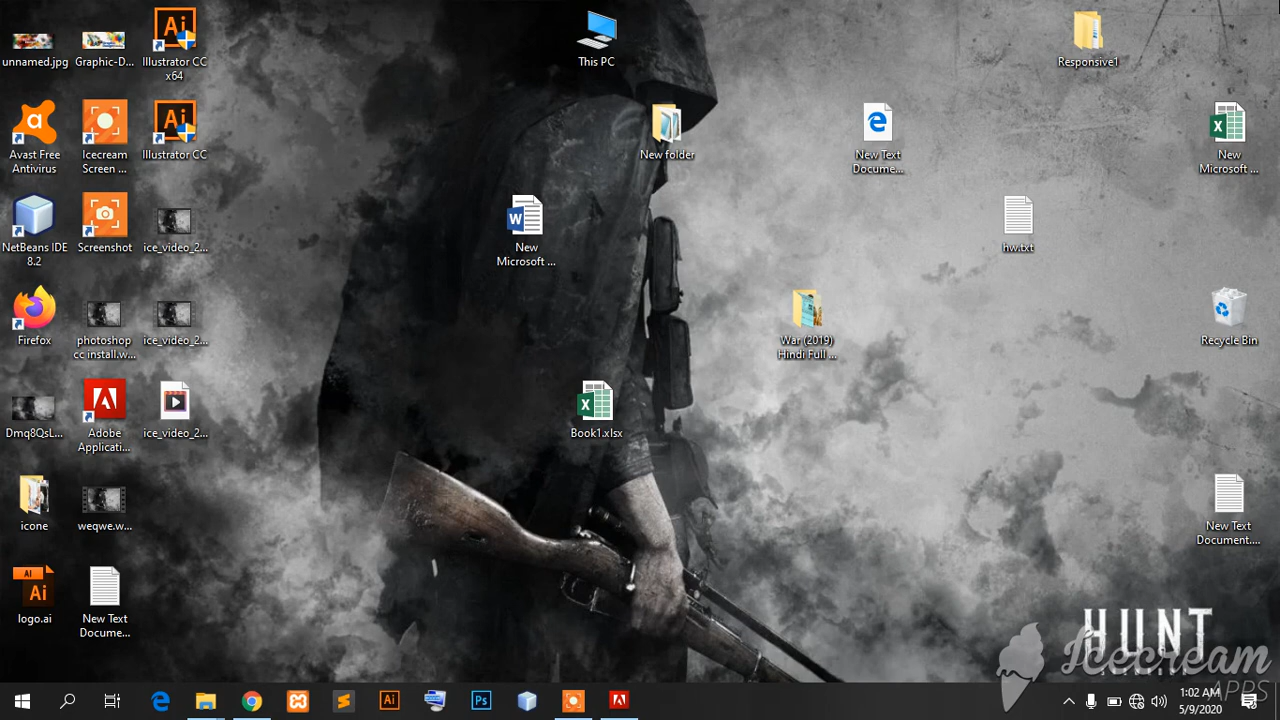 unnamed.jpg
Graphic-D...
Illustrator CC
x64
This PC
Responsive1
Avast Free
Antivirus
Icecream
Screen ...
Illustrator CC
New folder
New Text
Docume...
New
Microsoft ...
NetBeans IDE
8.2
Screenshot
ice_video_2...
New
Microsoft ...
hw.txt
Firefox
photoshop
cc install.w...
ice_video_2...
War (2019)
Hindi Full ...
Recycle Bin
Dmq8QsL...
Adobe
Applicati...
ice_video_2...
Book1.xlsx
icone
weqwe.w...
New Text
Document....
logo.ai
New Text
Docume...
HUNT
Icecream
APPS
1:02 AM
5/9/2020